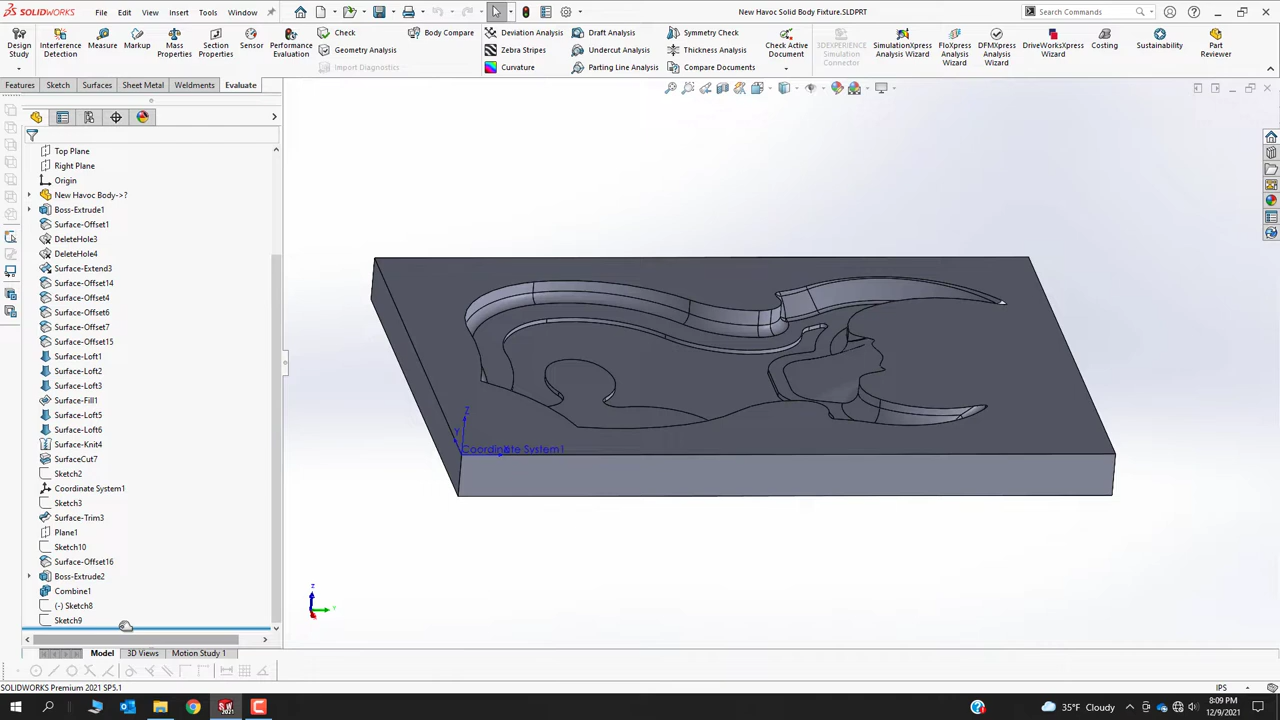 SOLIDWORKS File Edit View Insert Tools Window New Havoc Solid Body Fixture.SLDPRT Search Commands
Design Study
Interference Detection
Measure
Markup
Mass Properties
Section Properties
Sensor
Performance Evaluation
Check
Geometry Analysis
Import Diagnostics
Body Compare
Deviation Analysis
Zebra Stripes
Curvature
Draft Analysis
Undercut Analysis
Parting Line Analysis
Symmetry Check
Thickness Analysis
Compare Documents
Check Active Document
3DEXPERIENCE Simulation Connector
SimulationXpress Analysis Wizard
FloXpress Analysis Wizard
DFMXpress Analysis Wizard
DriveWorksXpress Wizard
Costing
Sustainability
Part Reviewer
Features Sketch Surfaces Sheet Metal Weldments Evaluate
Top Plane
Right Plane
Origin
New Havoc Body->?
Boss-Extrude1
Surface-Offset1
DeleteHole3
DeleteHole4
Surface-Extend3
Surface-Offset14
Surface-Offset4
Surface-Offset6
Surface-Offset7
Surface-Offset15
Surface-Loft1
Surface-Loft2
Surface-Loft3
Surface-Fill1
Surface-Loft5
Surface-Loft6
Surface-Knit4
SurfaceCut7
Sketch2
Coordinate System1
Sketch3
Surface-Trim3
Plane1
Sketch10
Surface-Offset16
Boss-Extrude2
Combine1
(-) Sketch8
Sketch9
Z
Y
Coordinate System1
Z
Y
Model 3D Views Motion Study 1
SOLIDWORKS Premium 2021 SP5.1 IPS
35°F Cloudy 8:09 PM
12/9/2021